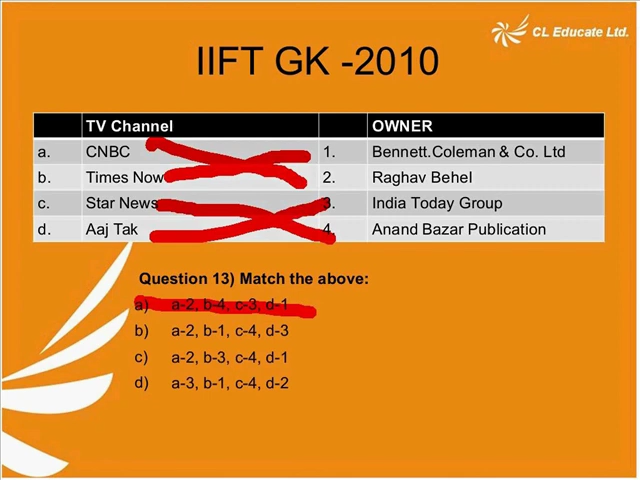 CL Educate Ltd.
IIFT GK -2010
TV Channel OWNER
a. CNBC 1. Bennett.Coleman & Co. Ltd
b. Times Now 2. Raghav Behel
c. Star News 3. India Today Group
d. Aaj Tak 4. Anand Bazar Publication
Question 13) Match the above:
a) a-2, b-4, c-3, d-1
b) a-2, b-1, c-4, d-3
c) a-2, b-3, c-4, d-1
d) a-3, b-1, c-4, d-2